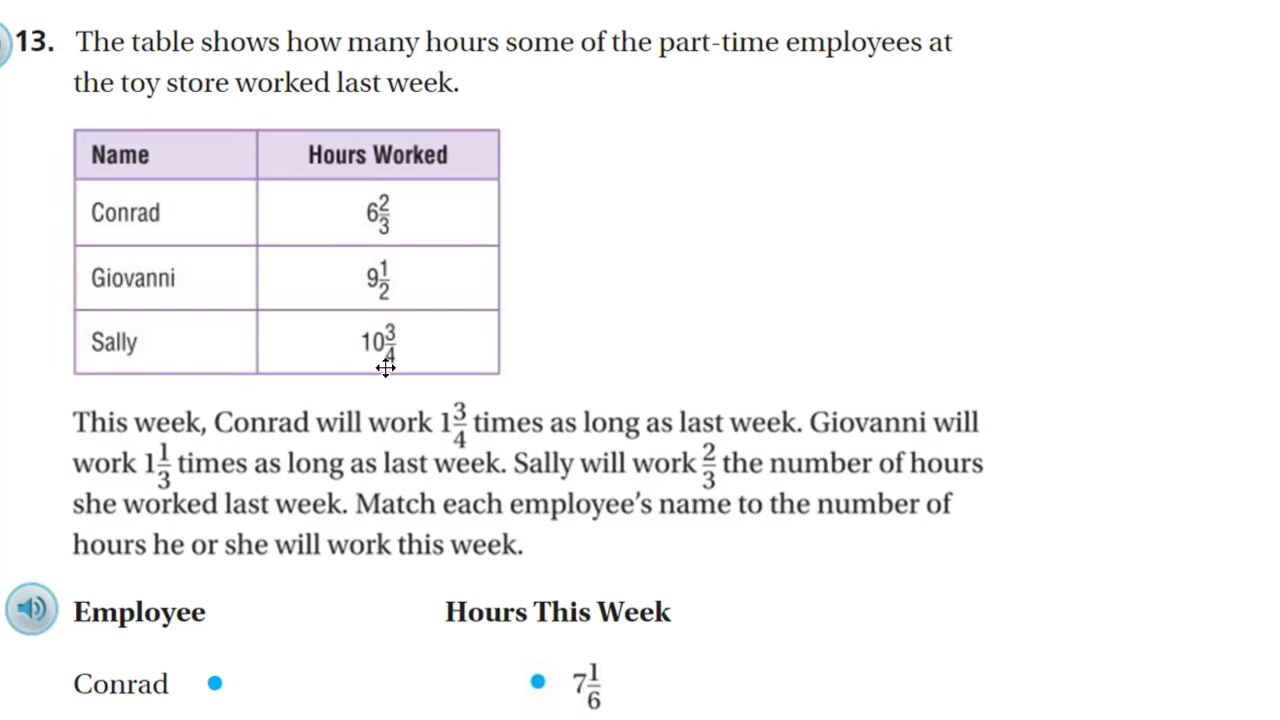 13. The table shows how many hours some of the part-time employees at
the toy store worked last week.
Name Hours Worked
Conrad 6 2/3
Giovanni 9 1/2
Sally 10 3/4
This week, Conrad will work 1 3/4 times as long as last week. Giovanni will
work 1 1/3 times as long as last week. Sally will work 2/3 the number of hours
she worked last week. Match each employee’s name to the number of
hours he or she will work this week.
Employee Hours This Week
Conrad • • 7 1/6